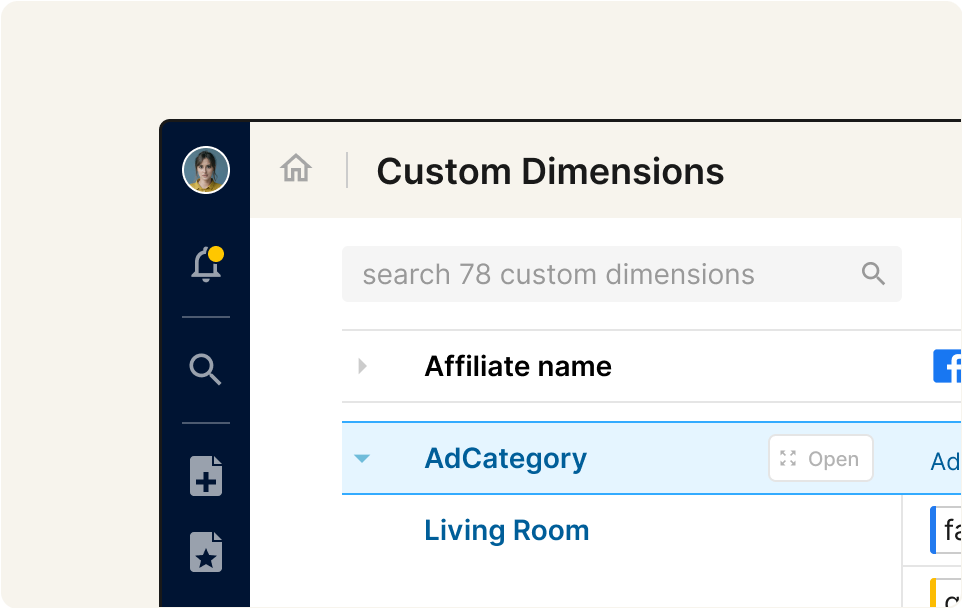 Custom Dimensions
search 78 custom dimensions
Affiliate name
AdCategory Open Ad
Living Room fa